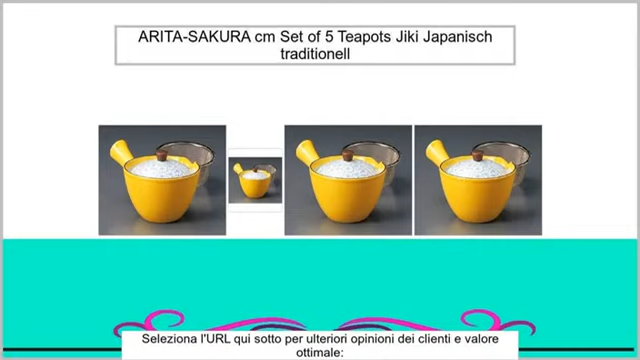 ARITA-SAKURA cm Set of 5 Teapots Jiki Japanisch
traditionell
Seleziona l'URL qui sotto per ulteriori opinioni dei clienti e valore
ottimale: